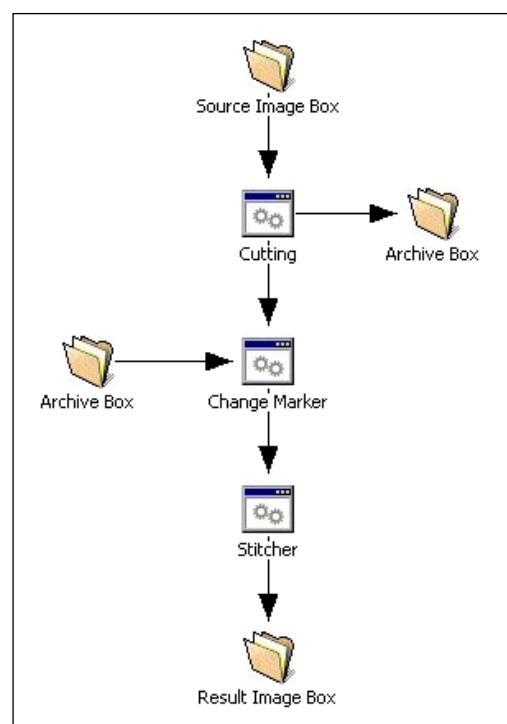 Source Image Box
Cutting
Archive Box
Archive Box
Change Marker
Stitcher
Result Image Box